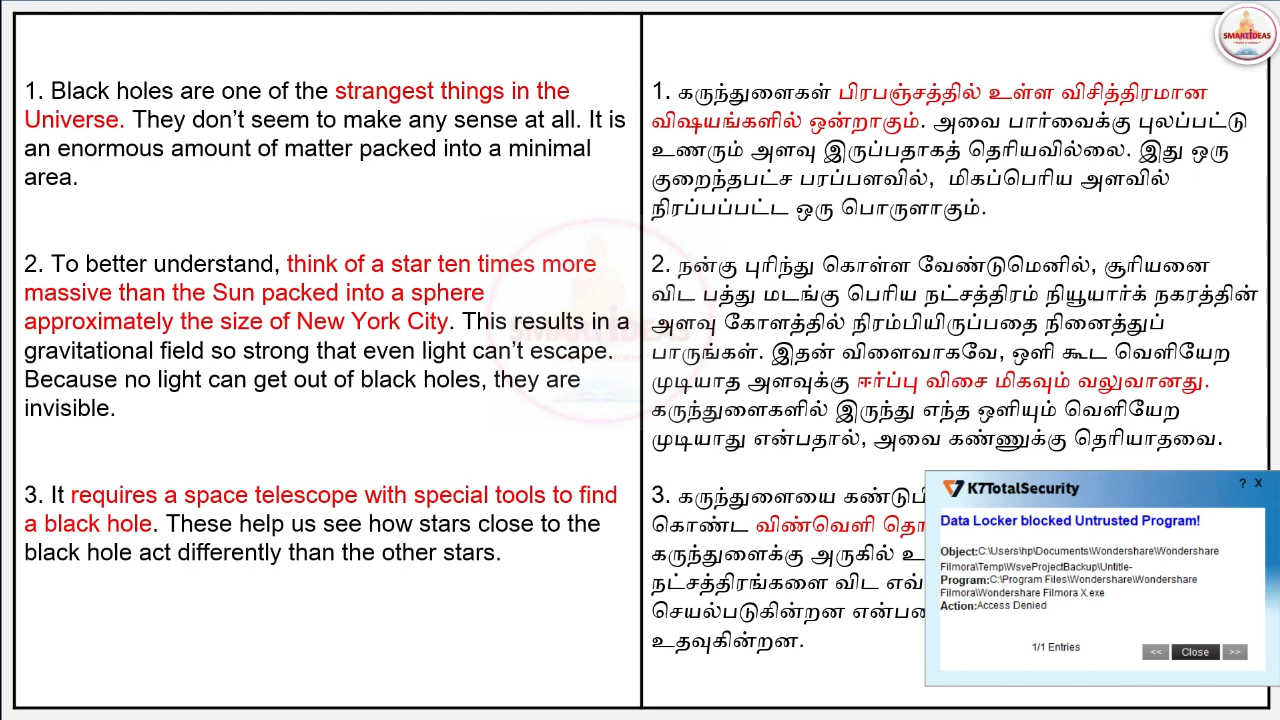 1. Black holes are one of the strangest things in the
Universe. They don’t seem to make any sense at all. It is
an enormous amount of matter packed into a minimal
area.
2. To better understand, think of a star ten times more
massive than the Sun packed into a sphere
approximately the size of New York City. This results in a
gravitational field so strong that even light can’t escape.
Because no light can get out of black holes, they are
invisible.
3. It requires a space telescope with special tools to find
a black hole. These help us see how stars close to the
black hole act differently than the other stars.
SMARTIDEAS
1. கருந்துளைகள் பிரபஞ்சத்தில் உள்ள விசித்திரமான
விஷயங்களில் ஒன்றாகும். அவை பார்வைக்கு புலப்பட்டு
உணரும் அளவு இருப்பதாகத் தெரியவில்லை. இது ஒரு
குறைந்தபட்ச பரப்பளவில், மிகப்பெரிய அளவில்
நிரப்பப்பட்ட ஒரு பொருளாகும்.
2. நன்கு புரிந்து கொள்ள வேண்டுமெனில், சூரியனை
விட பத்து மடங்கு பெரிய நட்சத்திரம் நியூயார்க் நகரத்தின்
அளவு கோளத்தில் நிரம்பியிருப்பதை நினைத்துப்
பாருங்கள். இதன் விளைவாகவே, ஒளி கூட வெளியேற
முடியாத அளவுக்கு ஈர்ப்பு விசை மிகவும் வலுவானது.
கருந்துளைகளில் இருந்து எந்த ஒளியும் வெளியேற
முடியாது என்பதால், அவை கண்ணுக்கு தெரியாதவை.
3. கருந்துளையை
கொண்ட விண்வெளி
கருந்துளைக்கு அருகில்
நட்சத்திரங்களை விட
செயல்படுகின்றன
உதவுகின்றன.
K7TotalSecurity
? X
Data Locker blocked Untrusted Program!
Object:C:\Users\hp\Documents\Wondershare\Wondershare
Filmora\Temp\WsveProjectBackup\Untitle-
Program:C:\Program Files\Wondershare\Wondershare
Filmora\Wondershare Filmora X.exe
Action:Access Denied
1/1 Entries
<< Close >>